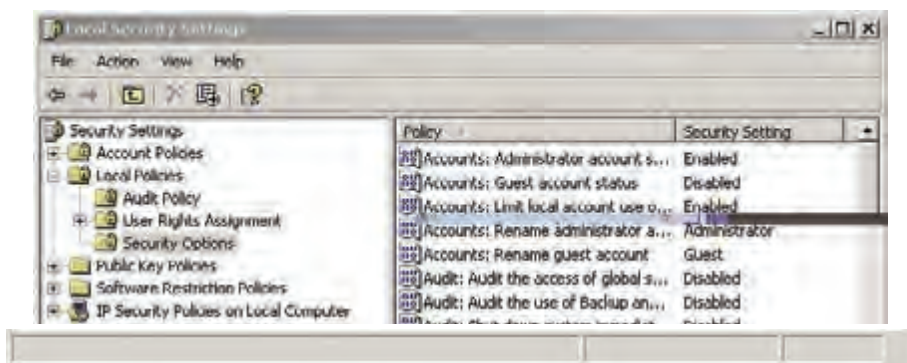 Local Security Settings
File Action View Help
Security Settings
Account Policies
Local Policies
Audit Policy
User Rights Assignment
Security Options
Public Key Policies
Software Restriction Policies
IP Security Policies on Local Computer
Policy Security Setting
Accounts: Administrator account s... Enabled
Accounts: Guest account status Disabled
Accounts: Limit local account use o... Enabled
Accounts: Rename administrator a... Administrator
Accounts: Rename guest account Guest
Audit: Audit the access of global s... Disabled
Audit: Audit the use of Backup an... Disabled